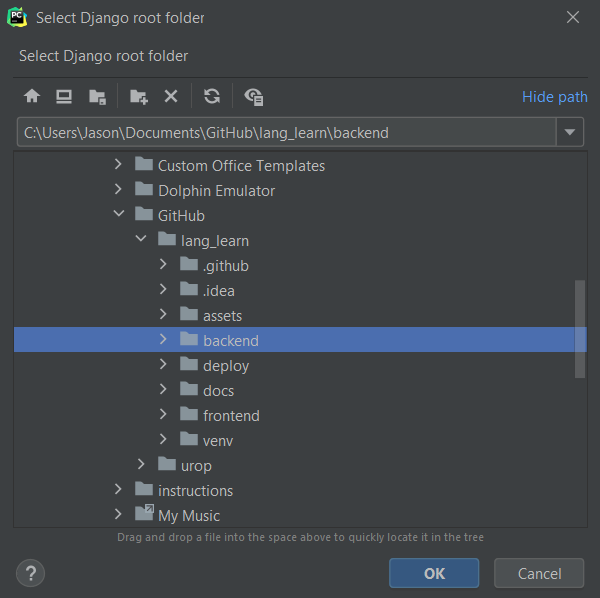 PC
Select Django root folder
Select Django root folder
Hide path
C:\Users\Jason\Documents\GitHub\lang_learn\backend
Custom Office Templates
Dolphin Emulator
GitHub
lang_learn
.github
.idea
assets
backend
deploy
docs
frontend
venv
urop
instructions
My Music
Drag and drop a file into the space above to quickly locate it in the tree
?
OK
Cancel